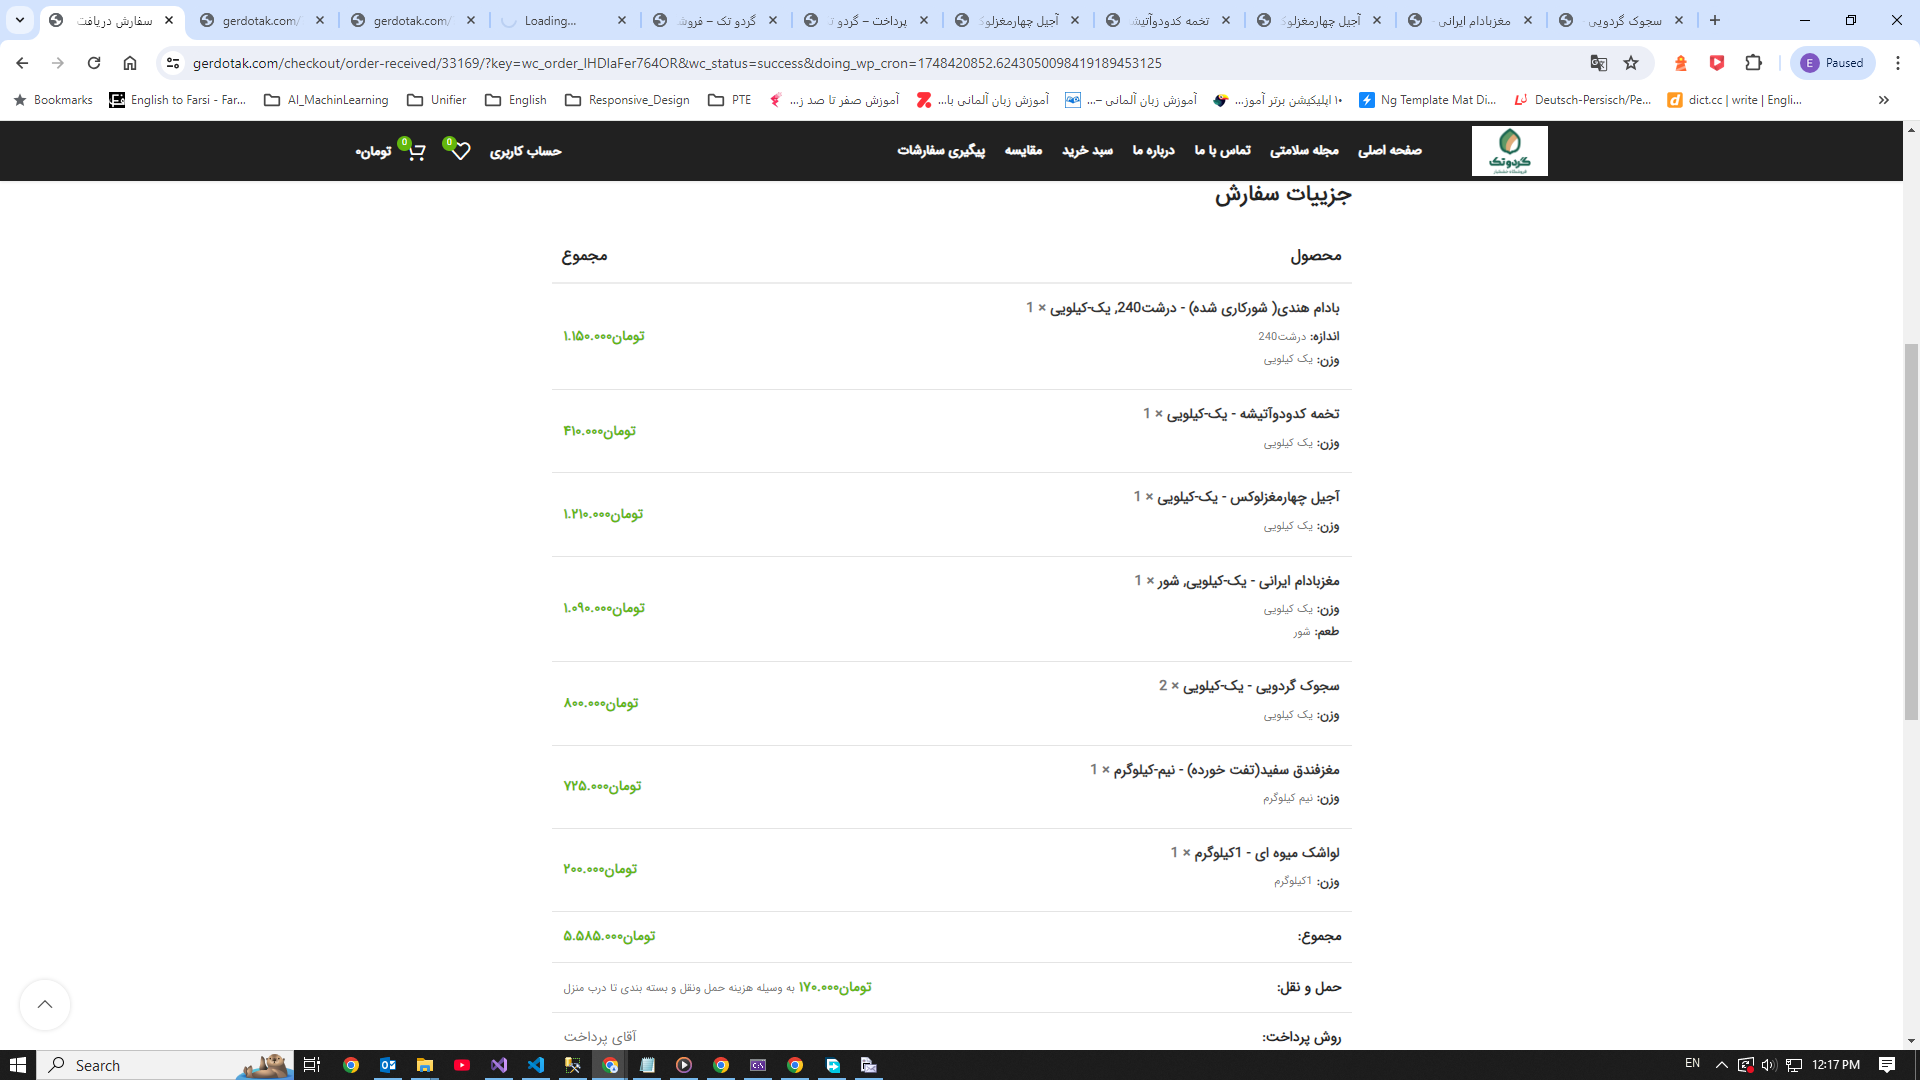 سفارش دریافت
gerdotak.com/
gerdotak.com/
Loading...
گردو تک – فروش
پرداخت – گردو ت
آجیل چهارمغزلوک
تخمه کدودوآتیش
آجیل چهارمغزلوک
مغزبادام ایرانی -
سجوک گردویی
gerdotak.com/checkout/order-received/33169/?key=wc_order_IHDlaFer764OR&wc_status=success&doing_wp_cron=1748420852.6243050098419189453125
E Paused
Bookmarks
English to Farsi - Far...
AI_MachinLearning
Unifier
English
Responsive_Design
PTE
آموزش صفر تا صد ز...
آموزش زبان آلمانی با...
آموزش زبان آلمانی –...
۱۰ اپلیکیشن برتر آموز...
Ng Template Mat Di...
Deutsch-Persisch/Pe...
dict.cc | write | Engli...
گردوتک
صفحه اصلی
مجله سلامتی
تماس با ما
درباره ما
سبد خرید
مقایسه
پیگیری سفارشات
حساب کاربری
0
0
تومان۰
جزییات سفارش
محصول
مجموع
بادام هندی( شورکاری شده) - درشت240, یک-کیلویی × 1
اندازه: درشت240
وزن: یک کیلویی
تومان۱.۱۵۰.۰۰۰
تخمه کدودوآتیشه - یک-کیلویی × 1
وزن: یک کیلویی
تومان۴۱۰.۰۰۰
آجیل چهارمغزلوکس - یک-کیلویی × 1
وزن: یک کیلویی
تومان۱.۲۱۰.۰۰۰
مغزبادام ایرانی - یک-کیلویی, شور × 1
وزن: یک کیلویی
طعم: شور
تومان۱.۰۹۰.۰۰۰
سجوک گردویی - یک-کیلویی × 2
وزن: یک کیلویی
تومان۸۰۰.۰۰۰
مغزفندق سفید(تفت خورده) - نیم-کیلوگرم × 1
وزن: نیم کیلوگرم
تومان۷۲۵.۰۰۰
لواشک میوه ای - 1کیلوگرم × 1
وزن: 1کیلوگرم
تومان۲۰۰.۰۰۰
مجموع:
تومان۵.۵۸۵.۰۰۰
حمل و نقل:
تومان۱۷۰.۰۰۰ به وسیله هزینه حمل ونقل و بسته بندی تا درب منزل
روش پرداخت:
آقای پرداخت
Search
EN
12:17 PM